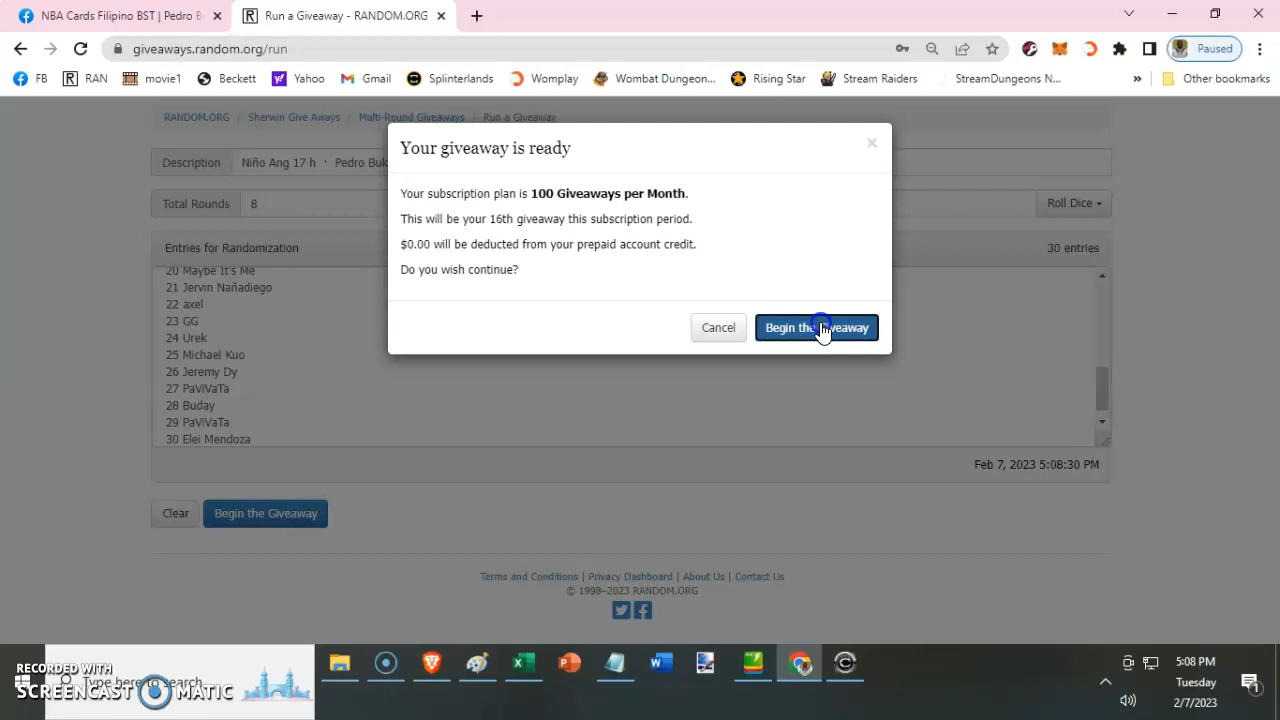 NBA Cards Filipino BST | Pedro B
Run a Giveaway - RANDOM.ORG
giveaways.random.org/run
Paused
FB
RAN
movie1
Beckett
Yahoo
Gmail
Splinterlands
Womplay
Wombat Dungeon...
Rising Star
Stream Raiders
StreamDungeons N...
Other bookmarks
RANDOM.ORG
Sherwin Give Aways
Multi-Round Giveaways
Run a Giveaway
Your giveaway is ready
Description
Niño Ang 17 h · Pedro Buk
Your subscription plan is 100 Giveaways per Month.
Total Rounds
8
Roll Dice
This will be your 16th giveaway this subscription period.
$0.00 will be deducted from your prepaid account credit.
Entries for Randomization
30 entries
Do you wish continue?
20 Maybe It's Me
21 Jervin Nañadiego
22 axel
23 GG
24 Urek
25 Michael Kuo
26 Jeremy Dy
27 PaViVaTa
28 Buday
29 PaViVaTa
30 Elei Mendoza
Cancel
Begin the Giveaway
Feb 7, 2023 5:08:30 PM
Clear
Begin the Giveaway
Terms and Conditions | Privacy Dashboard | About Us | Contact Us
© 1998–2023 RANDOM.ORG
RECORDED WITH
SCREENCAST MATIC
Type here to search
5:08 PM
Tuesday
2/7/2023
1